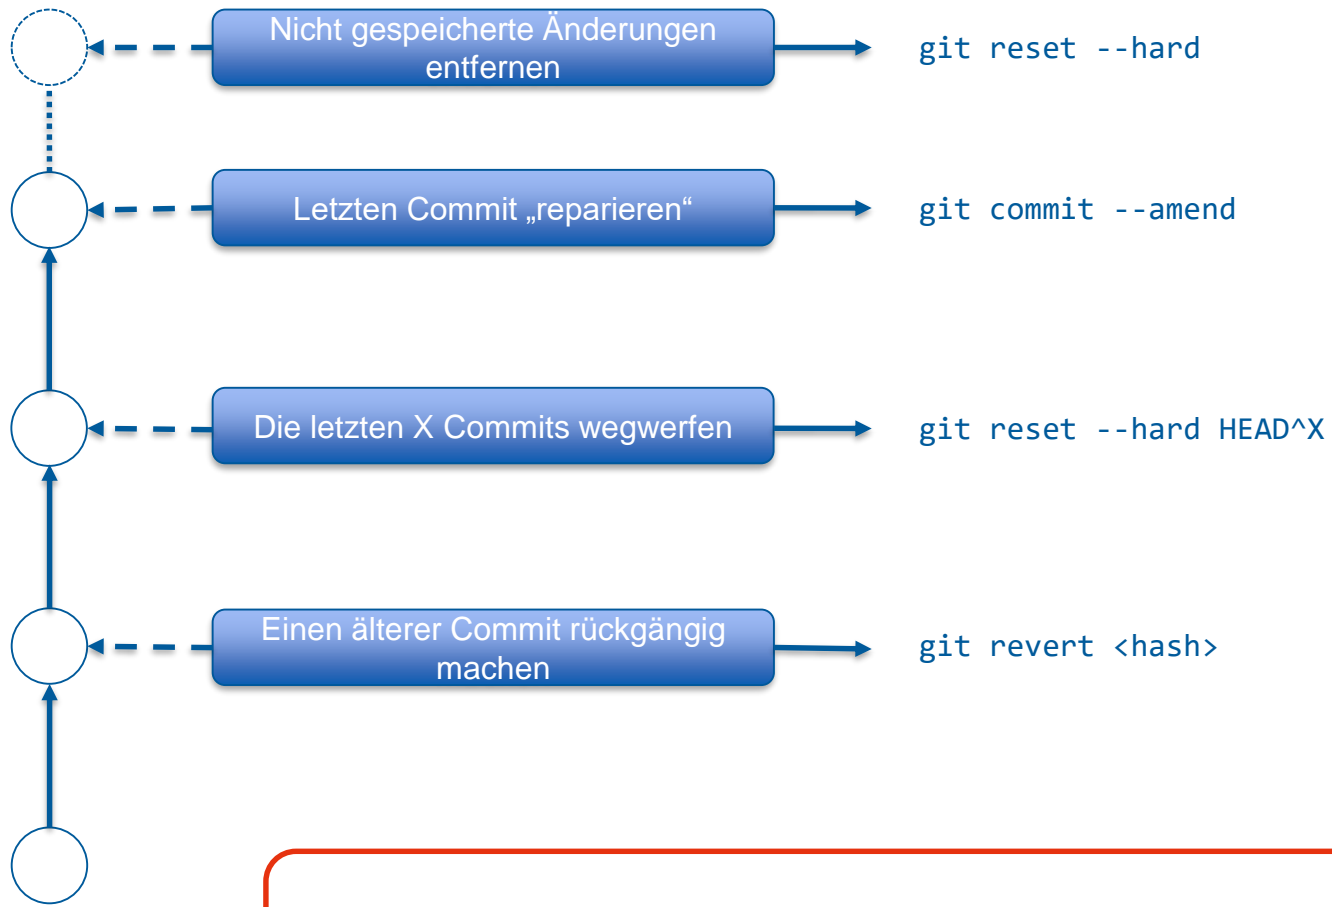 Nicht gespeicherte Änderungen
entfernen
git reset --hard
Letzten Commit „reparieren“
git commit --amend
Die letzten X Commits wegwerfen
git reset --hard HEAD^X
Einen älterer Commit rückgängig
machen
git revert <hash>